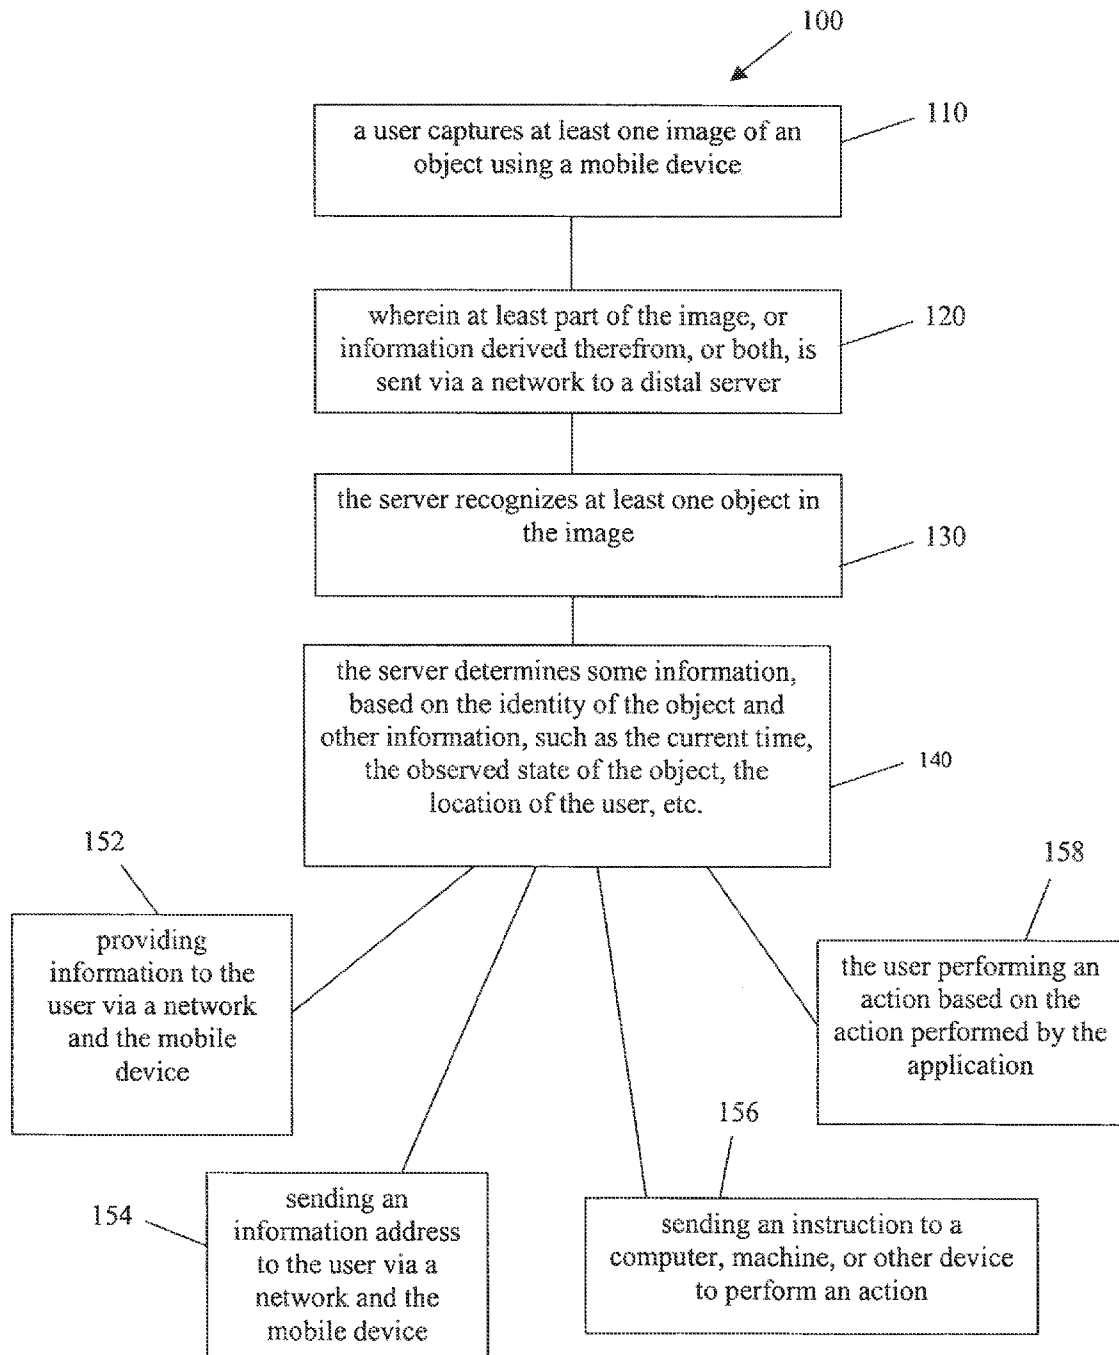 100
a user captures at least one image of an
object using a mobile device
110
wherein at least part of the image, or
information derived therefrom, or both, is
sent via a network to a distal server
120
the server recognizes at least one object in
the image
130
the server determines some information,
based on the identity of the object and
other information, such as the current time,
the observed state of the object, the
location of the user, etc.
140
152
providing
information to the
user via a network
and the mobile
device
158
the user performing an
action based on the
action performed by the
application
154
sending an
information address
to the user via a
network and the
mobile device
156
sending an instruction to a
computer, machine, or other device
to perform an action